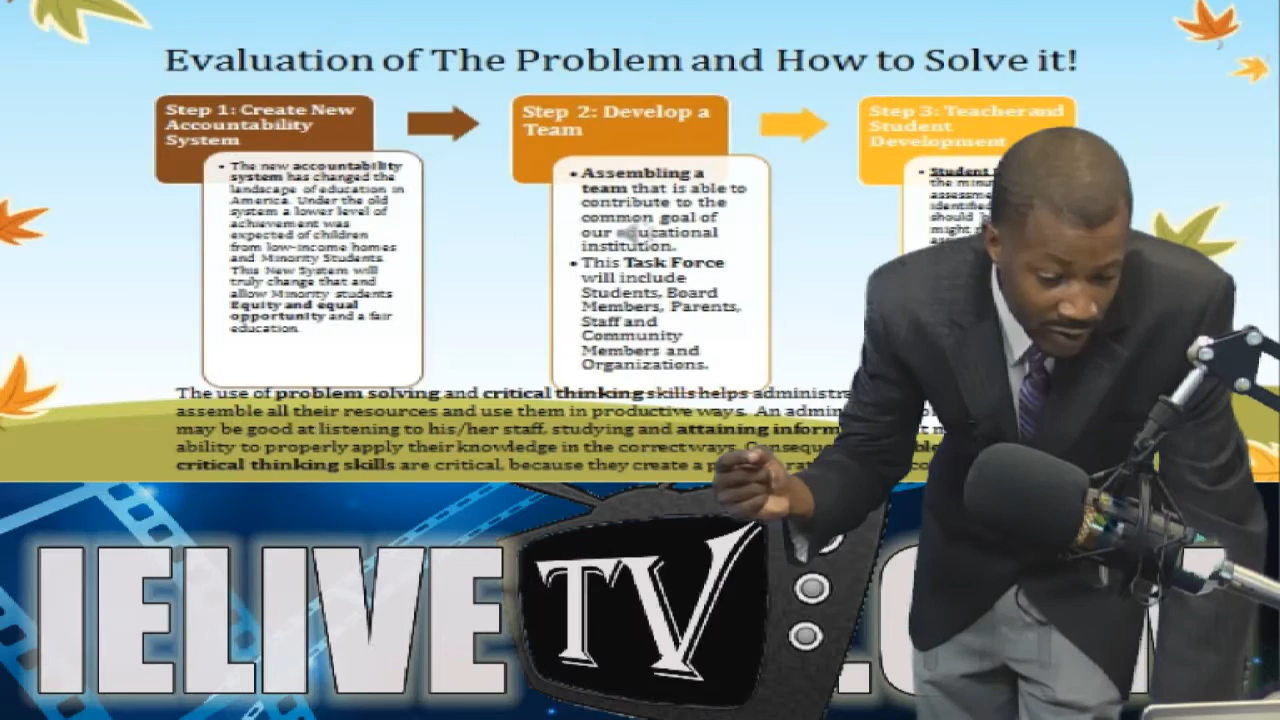 Evaluation of The Problem and How to Solve it!
Step 1: Create New
Accountability
System
• The new accountability
system has changed the
landscape of education in
America. Under the old
system a lower level of
achievement was
expected of children
from low-income homes
and Minority Students.
This New System will
truly change that and
allow Minority students
Equity and equal
opportunity and a fair
education.
Step 2: Develop a
Team
• Assembling a
team that is able to
contribute to the
common goal of
our educational
institution.
• This Task Force
will include
Students, Board
Members, Parents,
Staff and
Community
Members and
Organizations.
Step 3: Teacher and
Student
Development
• Student
the
should
might
The use of problem solving and critical thinking skills helps
assemble all their resources and use them in productive ways. An
may be good at listening to his/her staff, studying and attaining
ability to properly apply their knowledge in the correct ways.
critical thinking skills are critical, because they create a
IELIVE TV